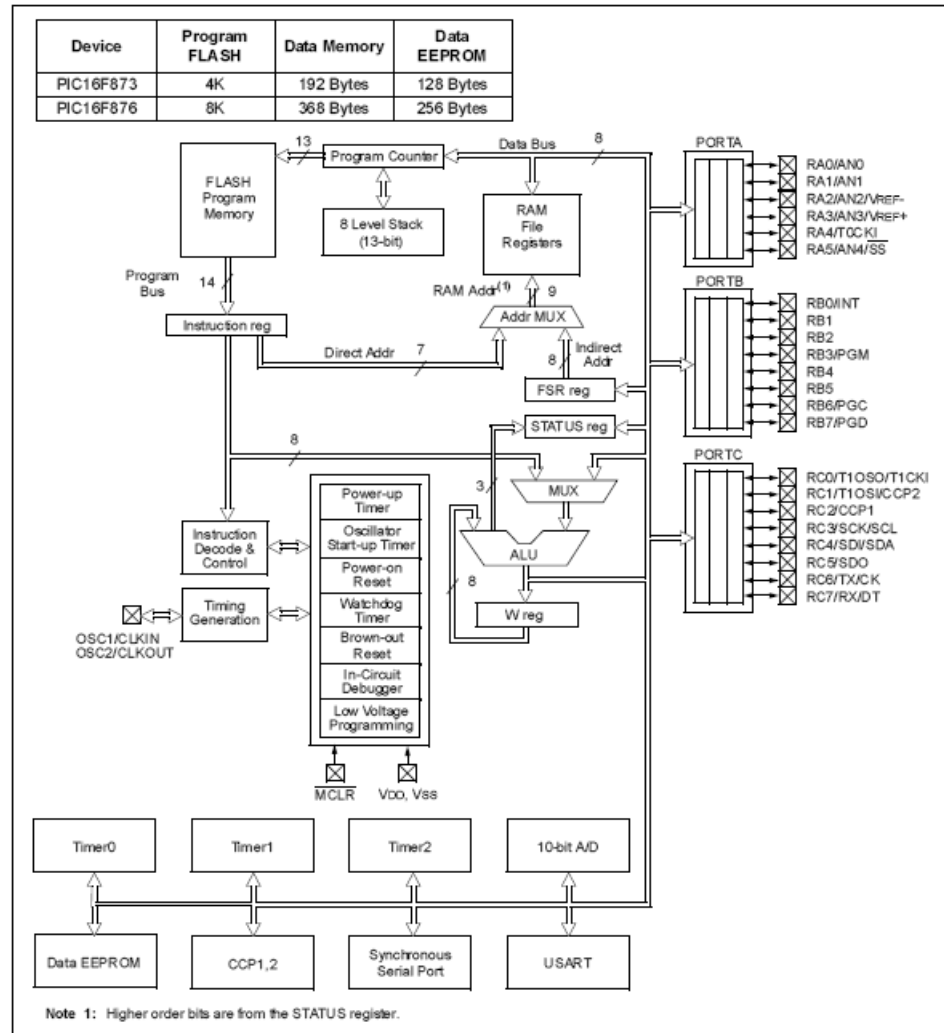 Device Program FLASH Data Memory Data EEPROM
PIC16F873 4K 192 Bytes 128 Bytes
PIC16F876 8K 368 Bytes 256 Bytes
FLASH
Program
Memory
13
Program Counter
8 Level Stack
(13-bit)
Data Bus
8
RAM
File
Registers
Program
Bus
14
RAM Addr(1)
9
Addr MUX
Instruction reg
Direct Addr
7
8
Indirect
Addr
FSR reg
STATUS reg
8
3
MUX
ALU
8
W reg
Instruction
Decode &
Control
Timing
Generation
OSC1/CLKIN
OSC2/CLKOUT
Power-up
Timer
Oscillator
Start-up Timer
Power-on
Reset
Watchdog
Timer
Brown-out
Reset
In-Circuit
Debugger
Low Voltage
Programming
MCLR
VDD, VSS
PORTA
RA0/AN0
RA1/AN1
RA2/AN2/VREF-
RA3/AN3/VREF+
RA4/T0CKI
RA5/AN4/SS
PORTB
RB0/INT
RB1
RB2
RB3/PGM
RB4
RB5
RB6/PGC
RB7/PGD
PORTC
RC0/T1OSO/T1CKI
RC1/T1OSI/CCP2
RC2/CCP1
RC3/SCK/SCL
RC4/SDI/SDA
RC5/SDO
RC6/TX/CK
RC7/RX/DT
Timer0
Timer1
Timer2
10-bit A/D
Data EEPROM
CCP1,2
Synchronous
Serial Port
USART
Note 1: Higher order bits are from the STATUS register.